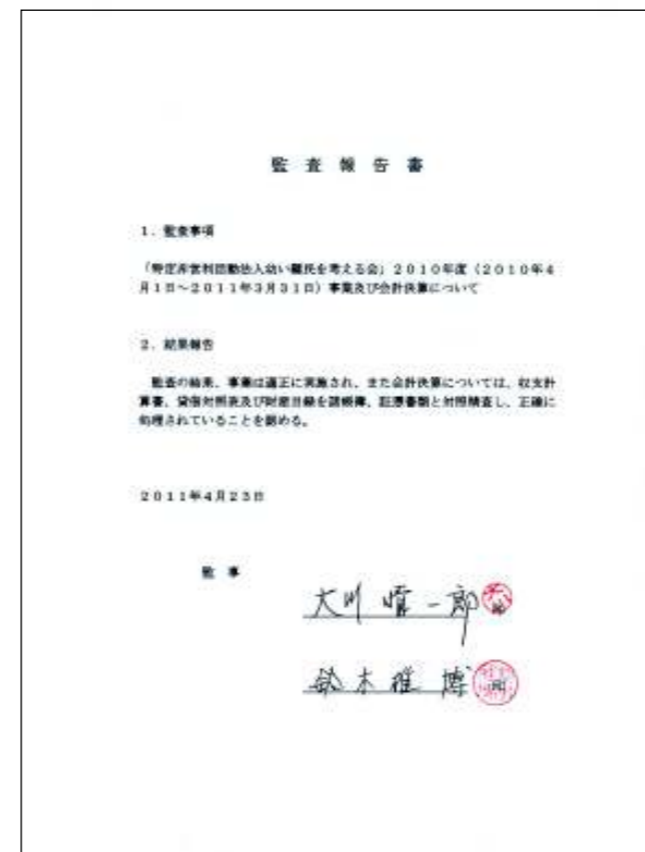 監査報告書
1．監査事項
「特定非営利活動法人幼い難民を考える会」2010年度（2010年4
月1日～2011年3月31日）事業及び会計決算について
2．結果報告
監査の結果、事業は適正に実施され、また会計決算については、収支計
算書、貸借対照表及び財産目録を諸帳簿、証憑書類と対照精査し、正確に
処理されていることを認める。
2011年4月23日
監事
大川 一郎
鈴木雅博